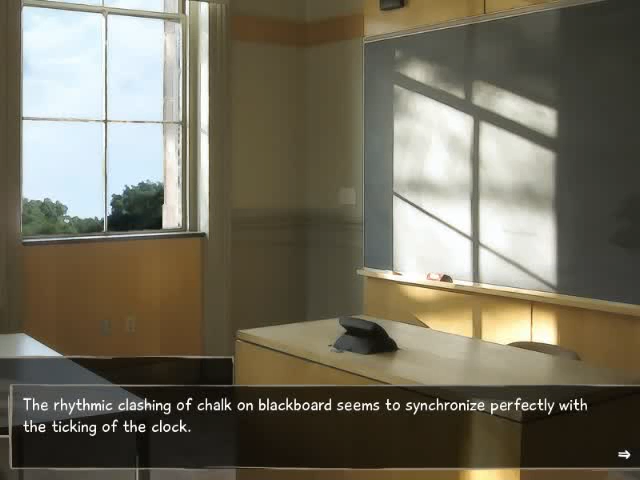 The rhythmic clashing of chalk on blackboard seems to synchronize perfectly with
the ticking of the clock.